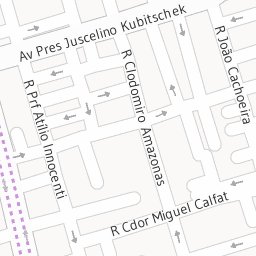 Av Pres Juscelino Kubitschek
R João Cachoeira
R Clodomiro Amazonas
R Prf Atílio Innocenti
R Cdor Miguel Calfat